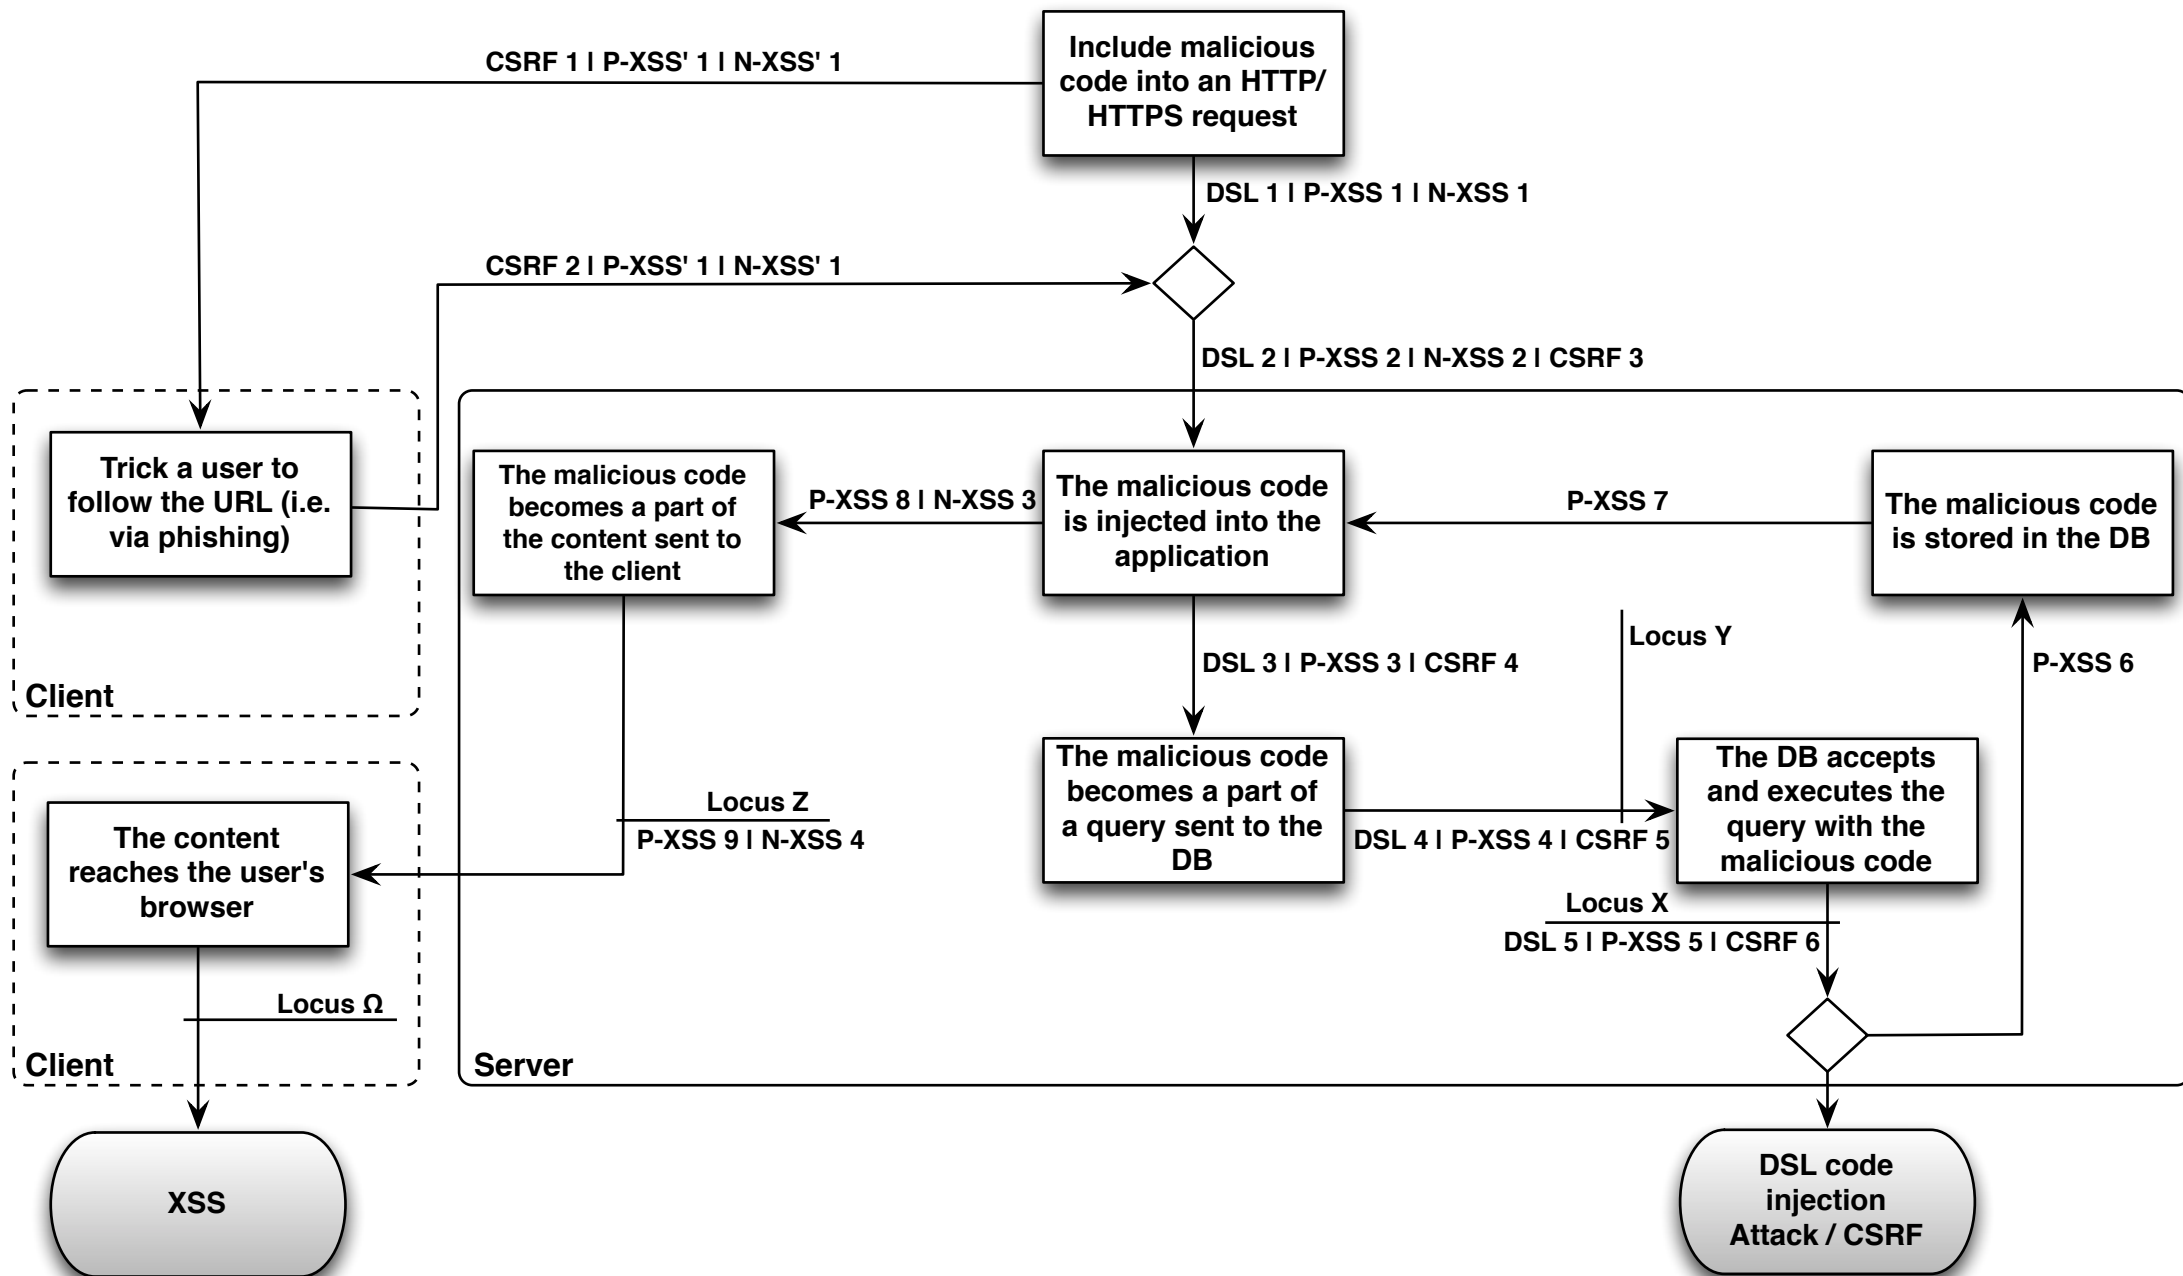 Include malicious
code into an HTTP/
HTTPS request
CSRF 1 | P-XSS' 1 | N-XSS' 1
DSL 1 | P-XSS 1 | N-XSS 1
CSRF 2 | P-XSS' 1 | N-XSS' 1
DSL 2 | P-XSS 2 | N-XSS 2 | CSRF 3
Trick a user to
follow the URL (i.e.
via phishing)
Client
The malicious code
becomes a part of
the content sent to
the client
P-XSS 8 | N-XSS 3
The malicious code
is injected into the
application
P-XSS 7
The malicious code
is stored in the DB
Locus Y
DSL 3 | P-XSS 3 | CSRF 4
P-XSS 6
The malicious code
becomes a part of
a query sent to the
DB
DSL 4 | P-XSS 4 | CSRF 5
The DB accepts
and executes the
query with the
malicious code
Locus Z
P-XSS 9 | N-XSS 4
The content
reaches the user's
browser
Locus X
DSL 5 | P-XSS 5 | CSRF 6
Locus Ω
Client
Server
XSS
DSL code
injection
Attack / CSRF